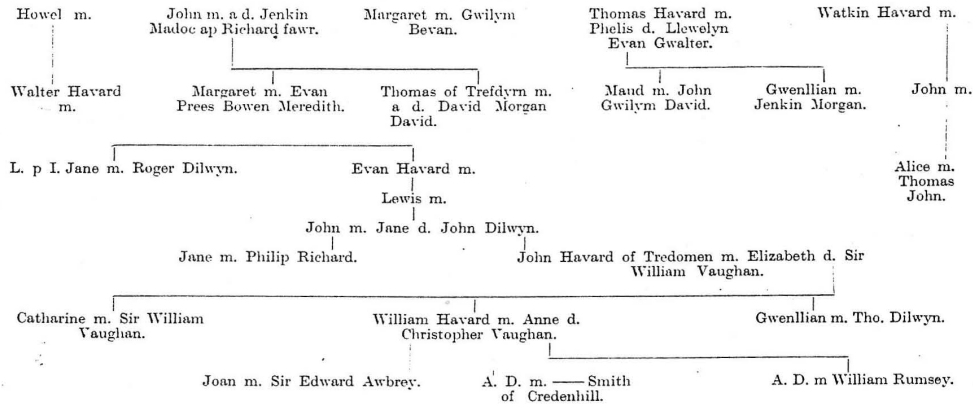 Howel m.
John m. a d. Jenkin
Madoc ap Richard fawr.
Margaret m. Gwilym
Bevan.
Thomas Havard m.
Phelis d. Llewelyn
Evan Gwalter.
Watkin Havard m.
Walter Havard
m.
Margaret m. Evan
Prees Bowen Meredith.
Thomas of Trefdyrn m.
a d. David Morgan
David.
Maud m. John
Gwilym David.
Gwenllian m.
Jenkin Morgan.
John m.
L. p I. Jane m. Roger Dilwyn.
Evan Havard m.
Alice m.
Thomas
John.
Lewis m.
John m. Jane d. John Dilwyn.
Jane m. Philip Richard.
John Havard of Tredomen m. Elizabeth d. Sir
William Vaughan.
Catharine m. Sir William
Vaughan.
William Havard m. Anne d.
Christopher Vaughan.
Gwenllian m. Tho. Dilwyn.
Joan m. Sir Edward Awbrey.
A. D. m. —— Smith
of Credenhill.
A. D. m William Rumsey.